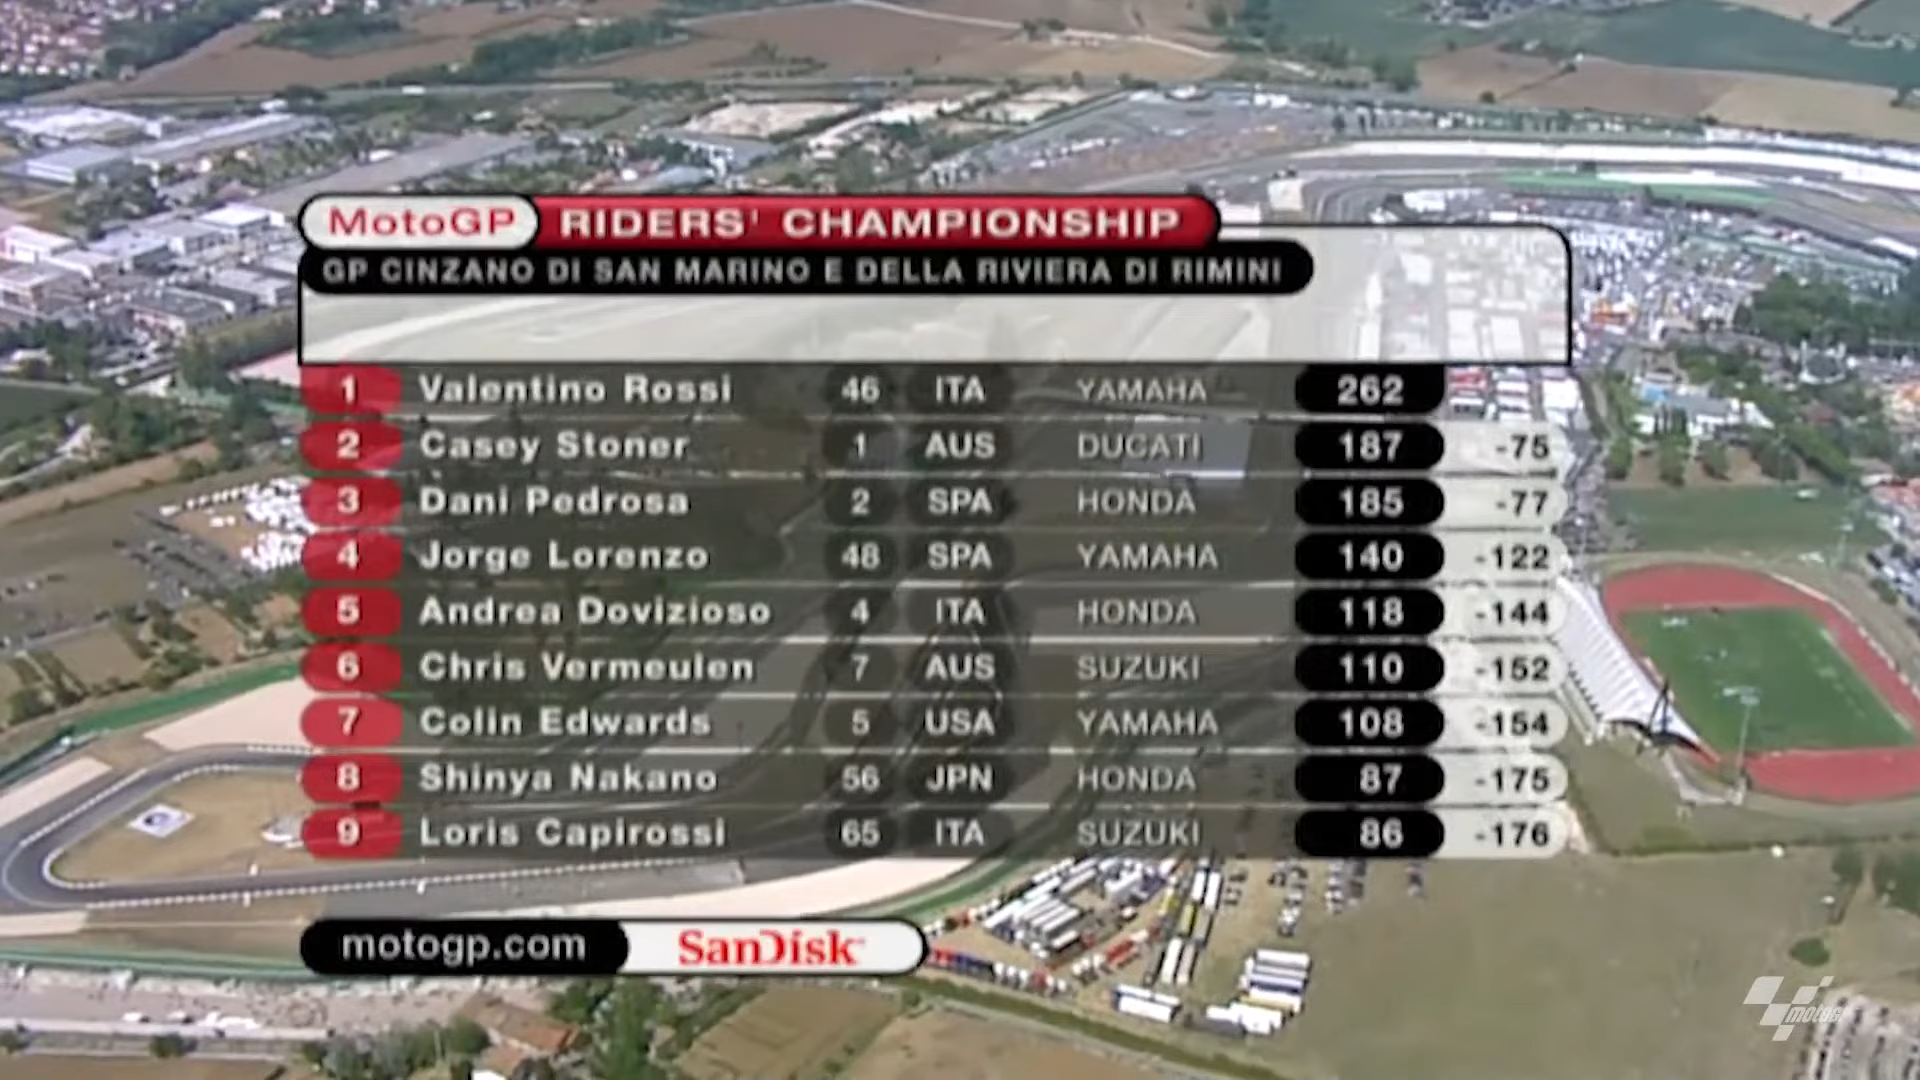 MotoGP RIDERS' CHAMPIONSHIP
GP CINZANO DI SAN MARINO E DELLA RIVIERA DI RIMINI
1 Valentino Rossi 46 ITA YAMAHA 262
2 Casey Stoner 1 AUS DUCATI 187 -75
3 Dani Pedrosa 2 SPA HONDA 185 -77
4 Jorge Lorenzo 48 SPA YAMAHA 140 -122
5 Andrea Dovizioso 4 ITA HONDA 118 -144
6 Chris Vermeulen 7 AUS SUZUKI 110 -152
7 Colin Edwards 5 USA YAMAHA 108 -154
8 Shinya Nakano 56 JPN HONDA 87 -175
9 Loris Capirossi 65 ITA SUZUKI 86 -176
motogp.com SanDisk
MotoGP